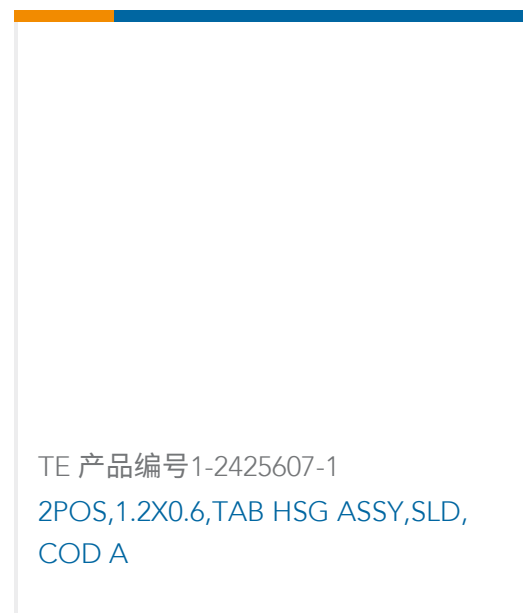 TE 产品编号1-2425607-1
2POS,1.2X0.6,TAB HSG ASSY,SLD,
COD A